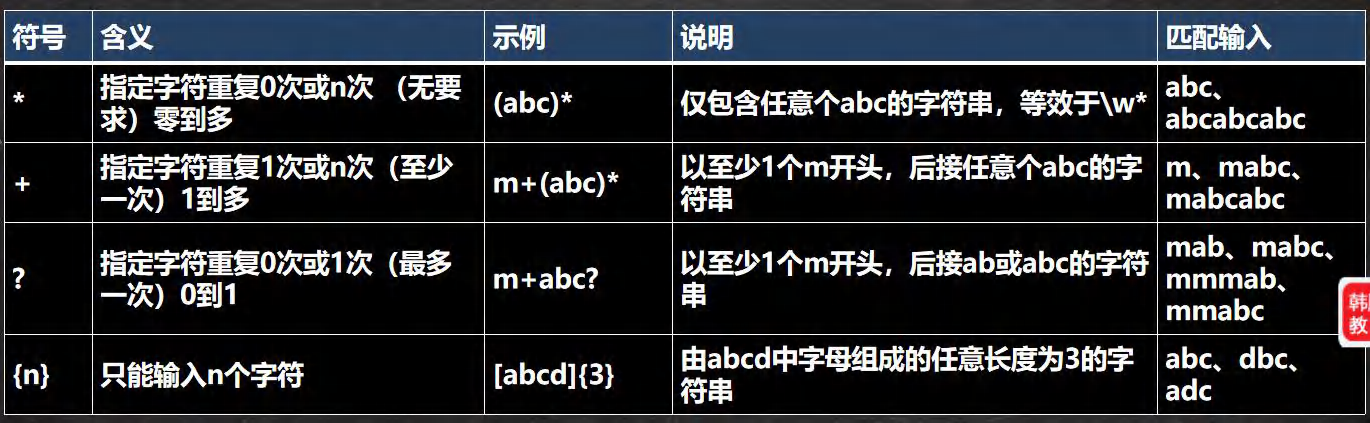 符号 含义 示例 说明 匹配输入
* 指定字符重复0次或n次 （无要求）零到多 (abc)* 仅包含任意个abc的字符串，等效于\w* abc、abcabcabc
+ 指定字符重复1次或n次（至少一次）1到多 m+(abc)* 以至少1个m开头，后接任意个abc的字符串 m、mabc、mabcabc
? 指定字符重复0次或1次（最多一次）0到1 m+abc? 以至少1个m开头，后接ab或abc的字符串 mab、mabc、mmmab、mmabc
{n} 只能输入n个字符 [abcd]{3} 由abcd中字母组成的任意长度为3的字符串 abc、dbc、adc
韩
教